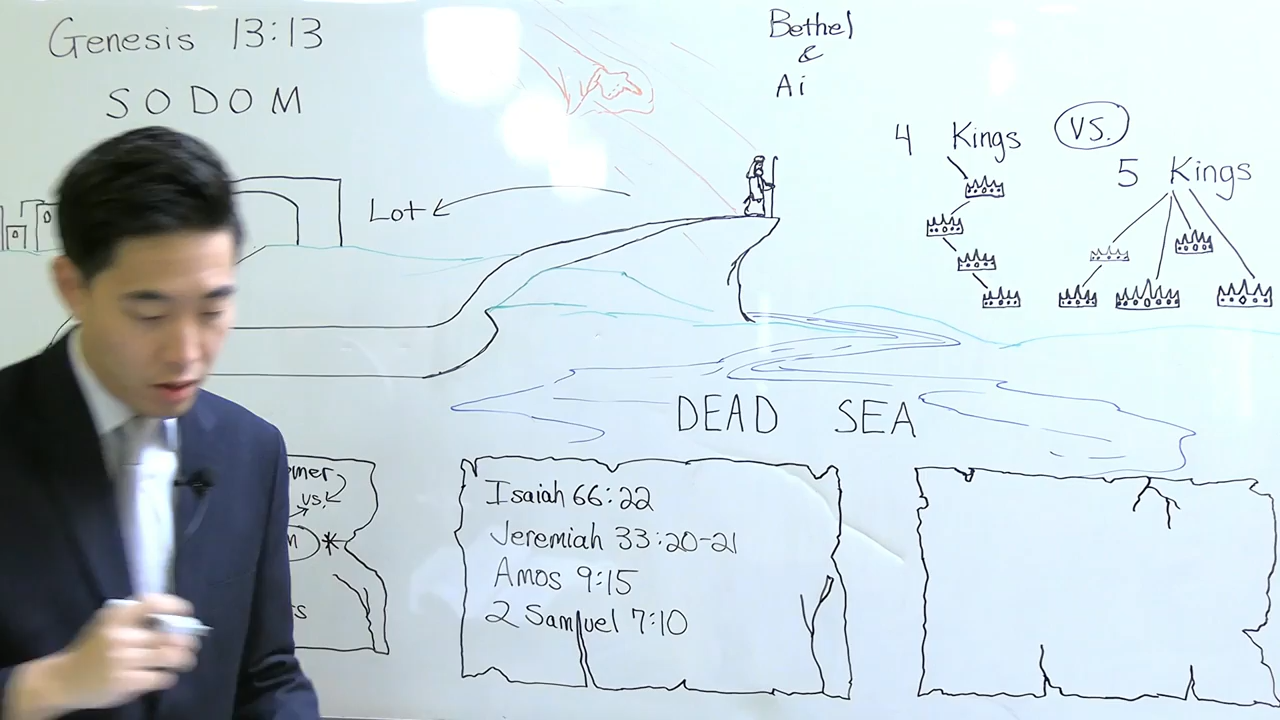 Genesis 13:13
SODOM
Bethel
&
Ai
4 Kings VS.
5 Kings
Lot
DEAD SEA
vs.
Isaiah 66:22
Jeremiah 33:20-21
Amos 9:15
2 Samuel 7:10